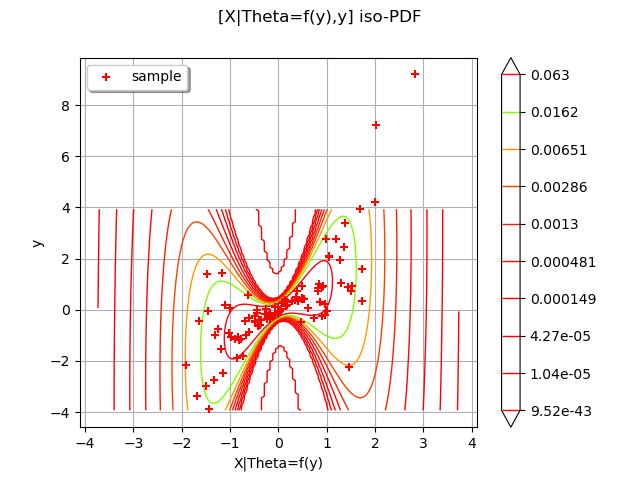 [X|Theta=f(y),y] iso-PDF
sample
8
6
4
2
0
−2
−4
y
−4 −3 −2 −1 0 1 2 3 4
X|Theta=f(y)
0.063
0.0162
0.00651
0.00286
0.0013
0.000481
0.000149
4.27e-05
1.04e-05
9.52e-43